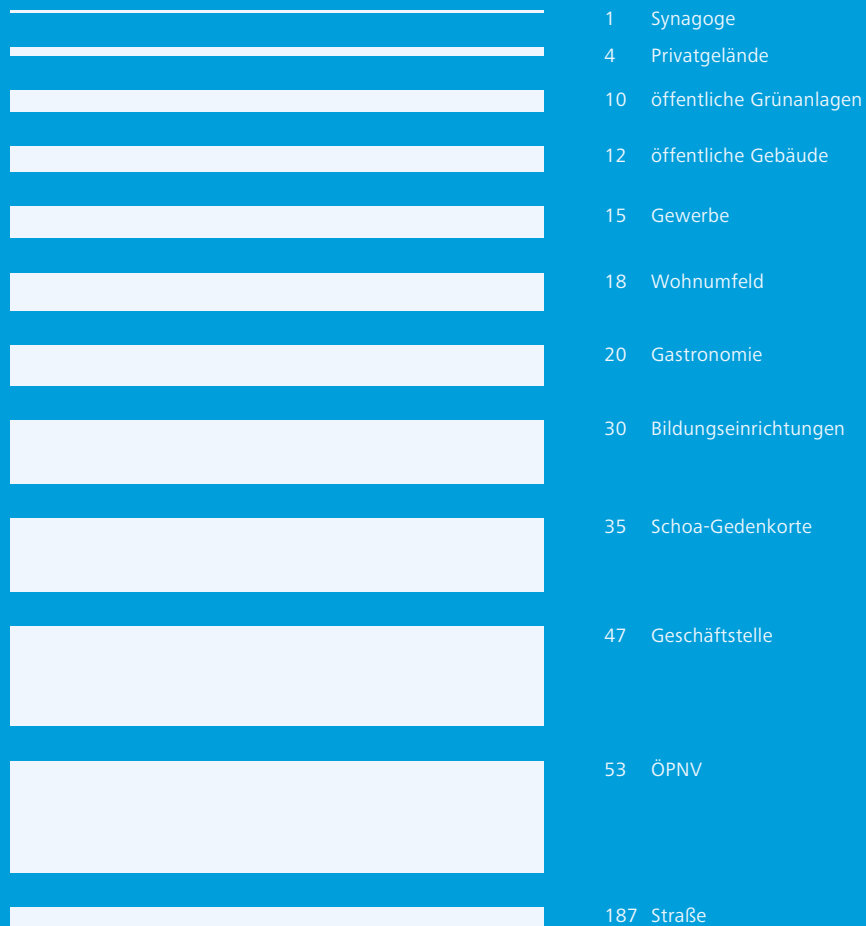 1 Synagoge
4 Privatgelände
10 öffentliche Grünanlagen
12 öffentliche Gebäude
15 Gewerbe
18 Wohnumfeld
20 Gastronomie
30 Bildungseinrichtungen
35 Schoa-Gedenkorte
47 Geschäftstelle
53 ÖPNV
187 Straße